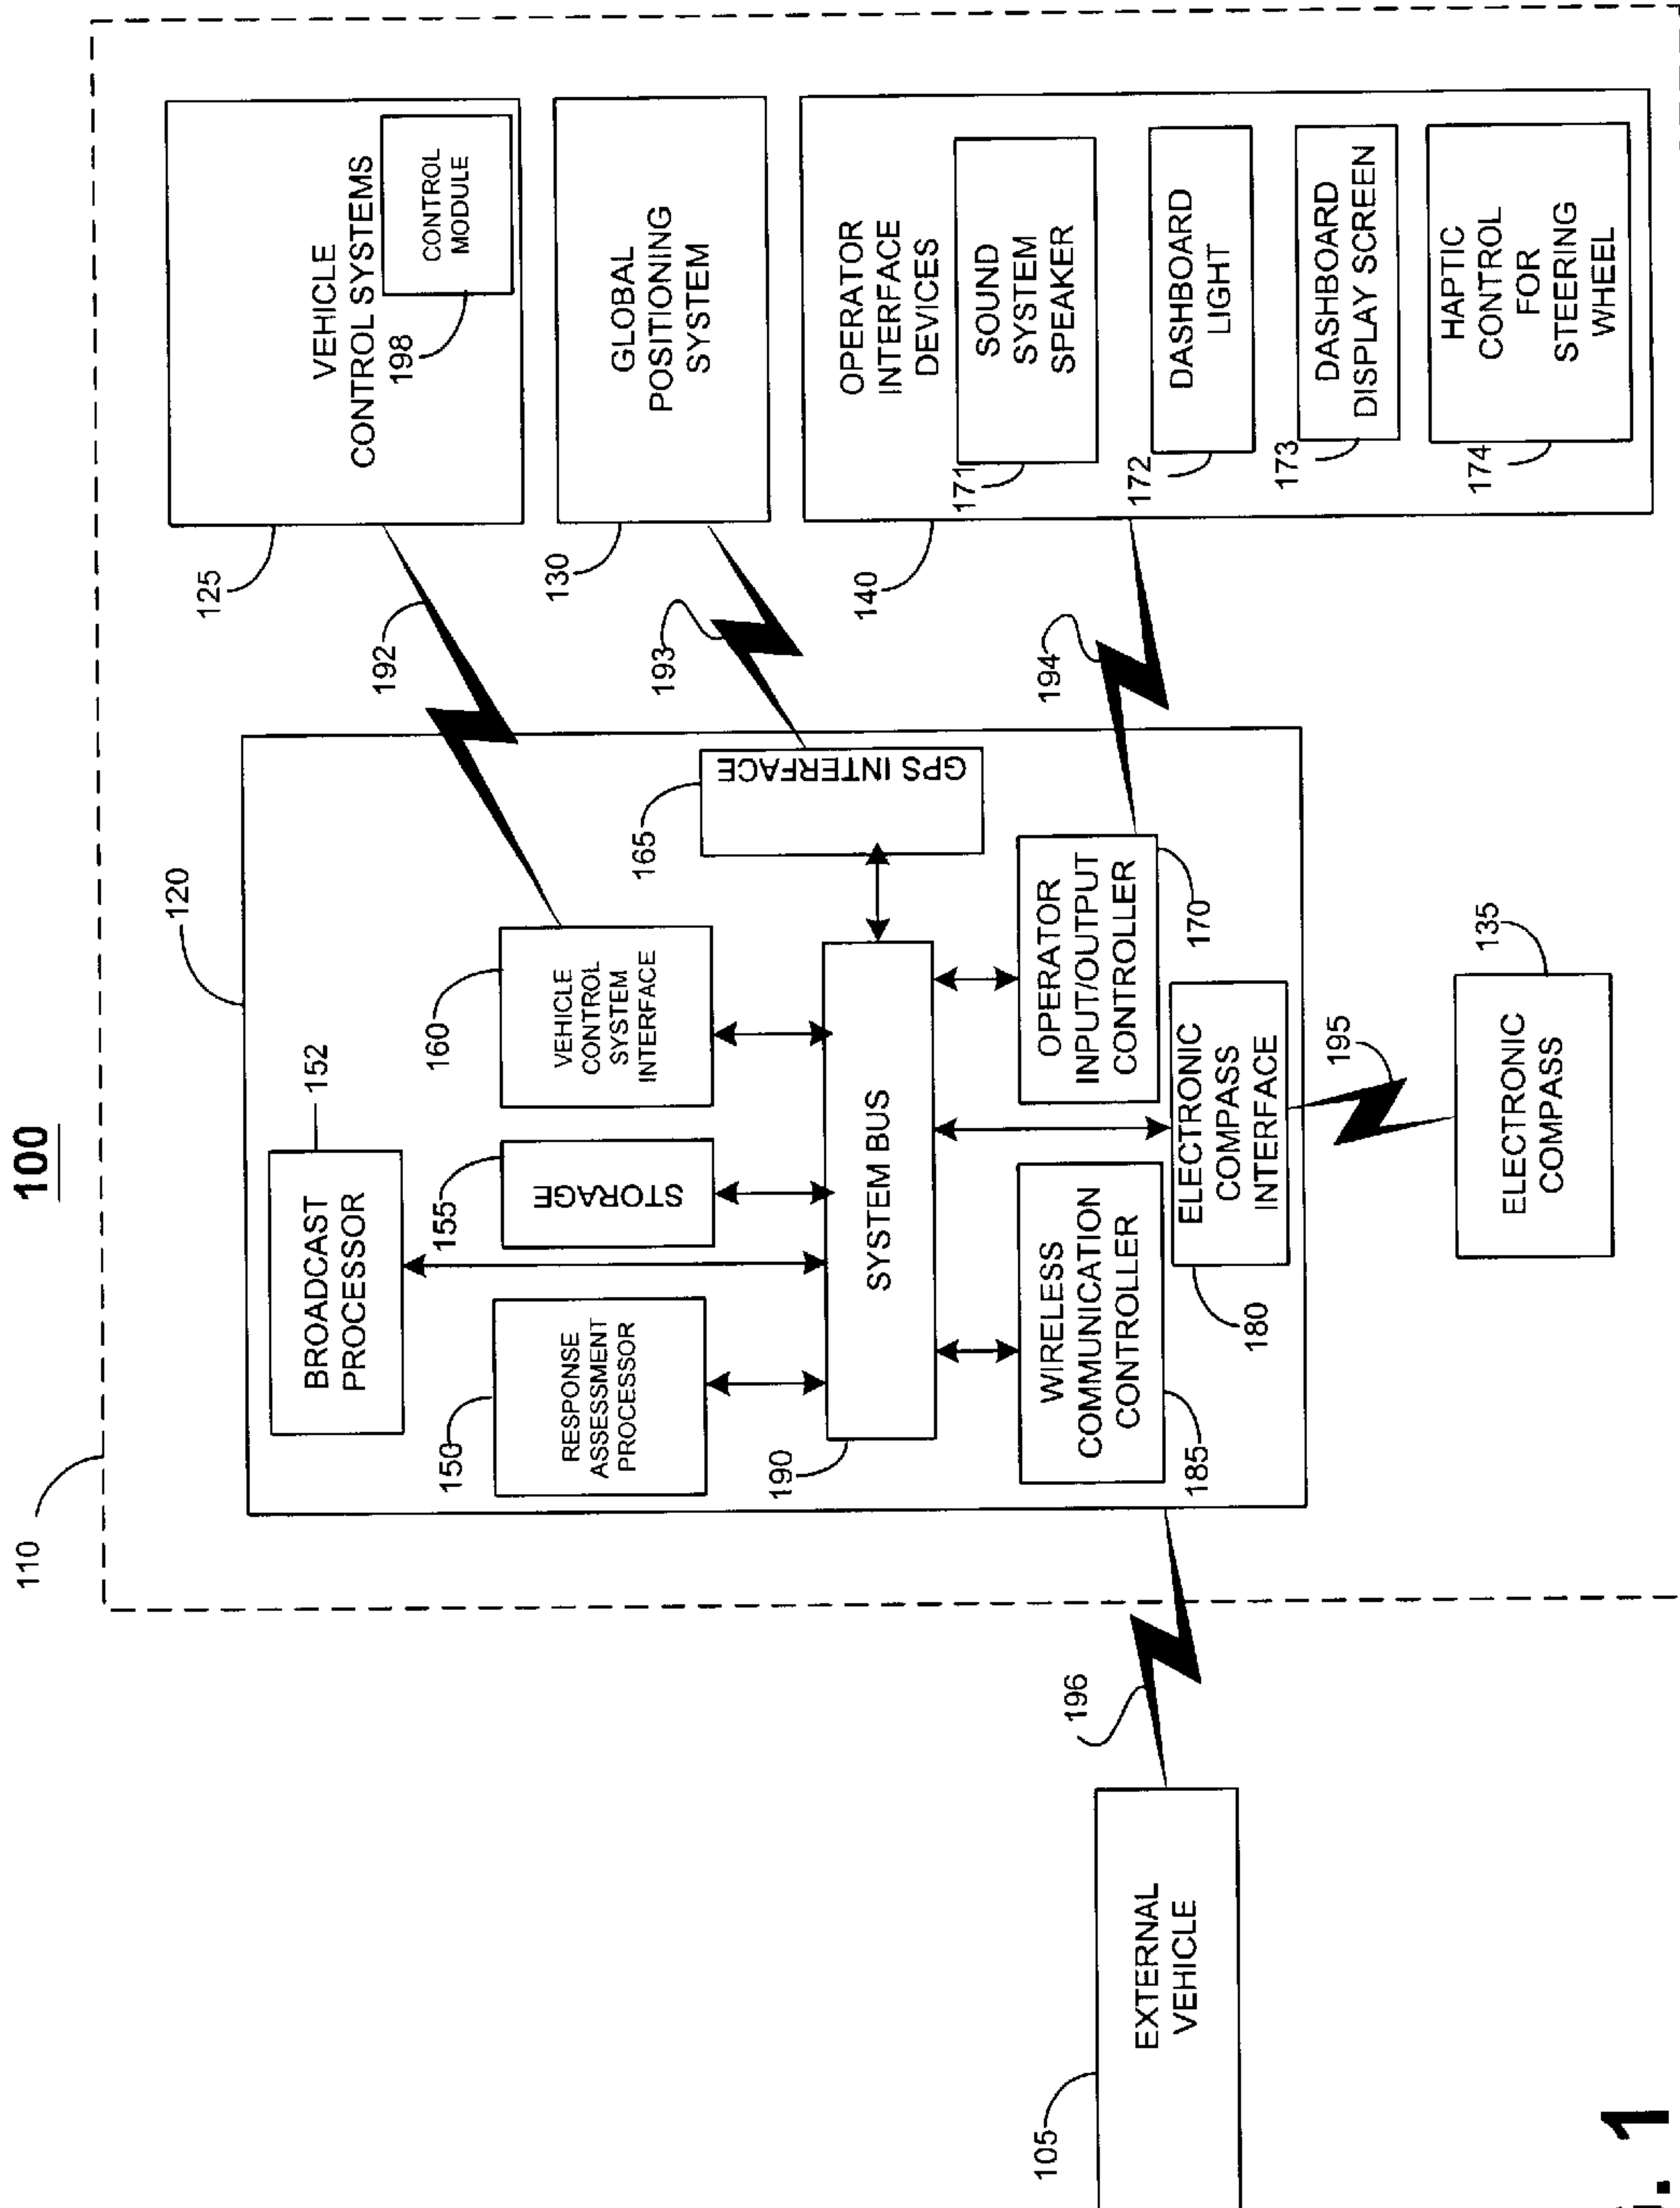 100
110
120
BROADCAST
PROCESSOR
152
RESPONSE
ASSESSMENT
PROCESSOR
150
STORAGE
155
VEHICLE
CONTROL
SYSTEM
INTERFACE
160
GPS INTERFACE
165
SYSTEM BUS
190
WIRELESS
COMMUNICATION
CONTROLLER
185
ELECTRONIC
COMPASS
INTERFACE
180
OPERATOR
INPUT/OUTPUT
CONTROLLER
170
192
193
194
195
196
VEHICLE
CONTROL SYSTEMS
125
CONTROL
MODULE
198
GLOBAL
POSITIONING
SYSTEM
130
OPERATOR
INTERFACE
DEVICES
140
SOUND
SYSTEM
SPEAKER
171
DASHBOARD
LIGHT
172
DASHBOARD
DISPLAY SCREEN
173
HAPTIC
CONTROL
FOR
STEERING
WHEEL
174
ELECTRONIC
COMPASS
135
EXTERNAL
VEHICLE
105
. 1